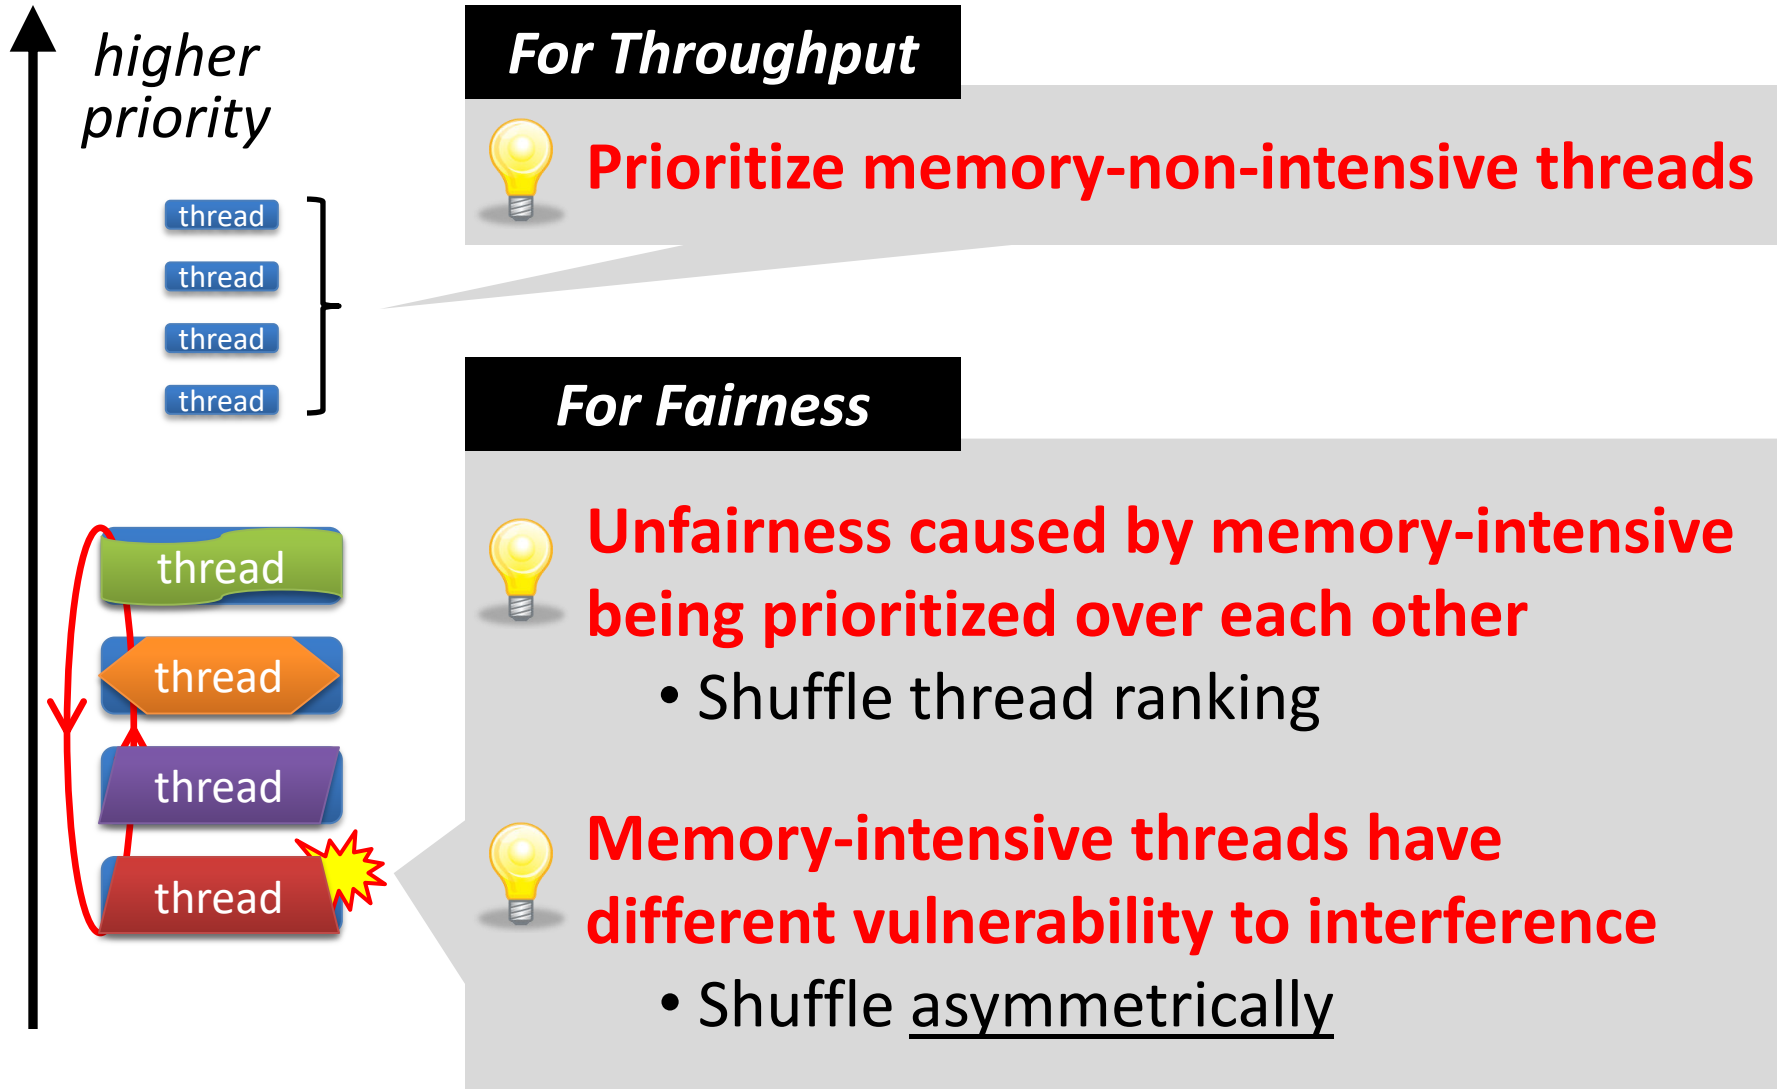 higher
priority
thread
thread
thread
thread
thread
thread
thread
thread
For Throughput
Prioritize memory-non-intensive threads
For Fairness
Unfairness caused by memory-intensive
being prioritized over each other
• Shuffle thread ranking
Memory-intensive threads have
different vulnerability to interference
• Shuffle asymmetrically